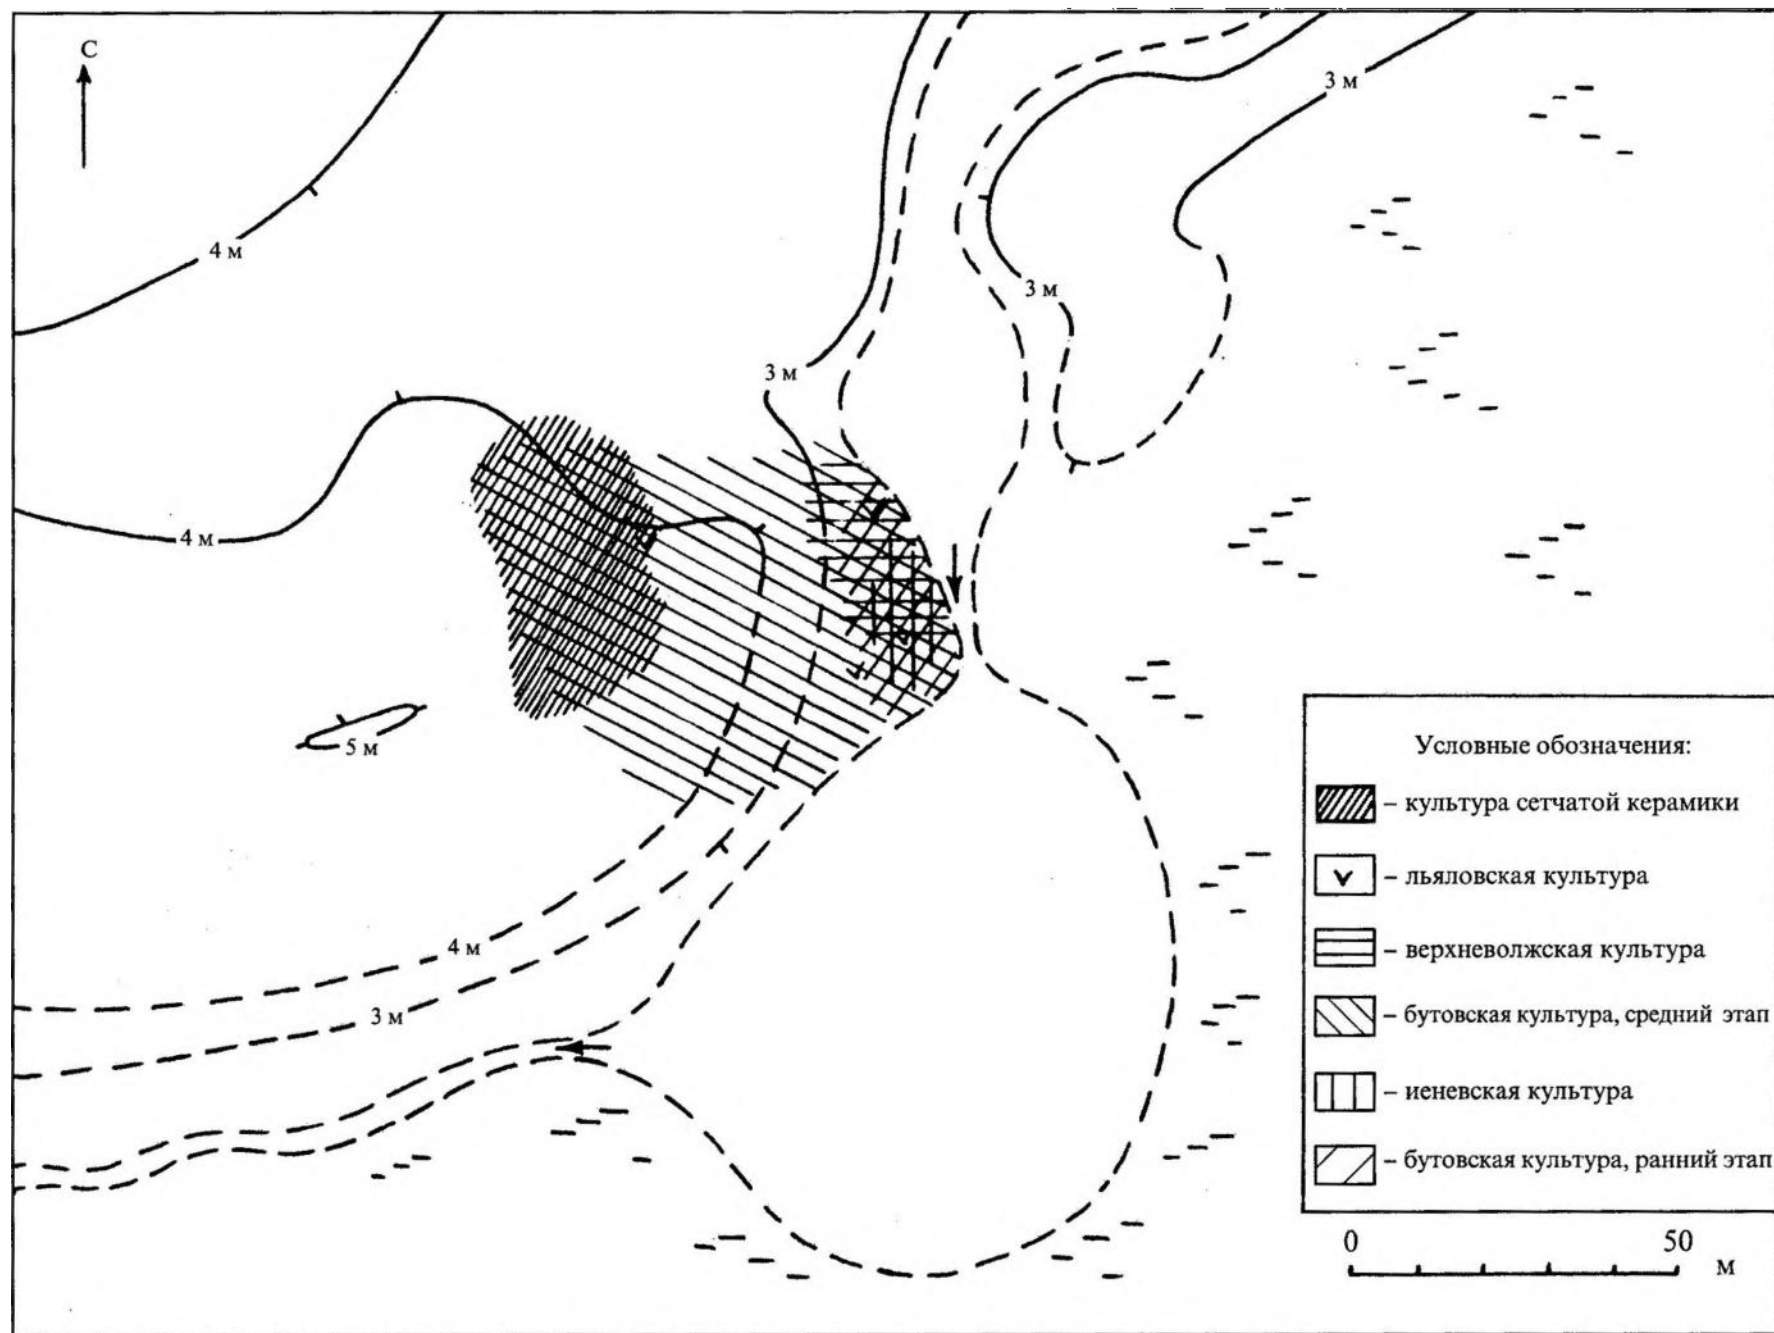 С
3 м
4 м
3 м
3 м
4 м
5 м
4 м
3 м
Условные обозначения:
– культура сетчатой керамики
– льяловская культура
– верхневолжская культура
– бутовская культура, средний этап
– иеневская культура
– бутовская культура, ранний этап
0 50
м